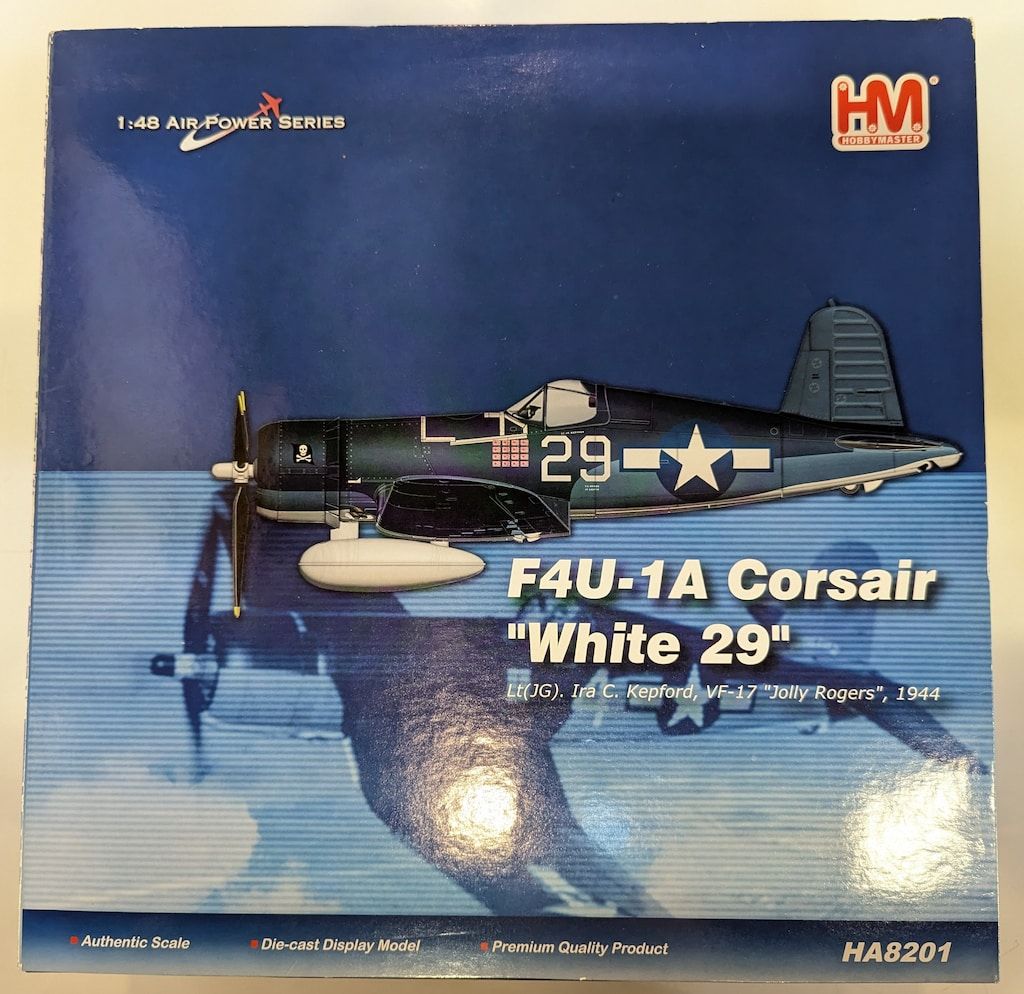 1:48 AIR POWER SERIES
HM
HOBBYMASTER
29
F4U-1A Corsair
"White 29"
Lt(JG). Ira C. Kepford, VF-17 "Jolly Rogers", 1944
Authentic Scale
Die-cast Display Model
Premium Quality Product
HA8201